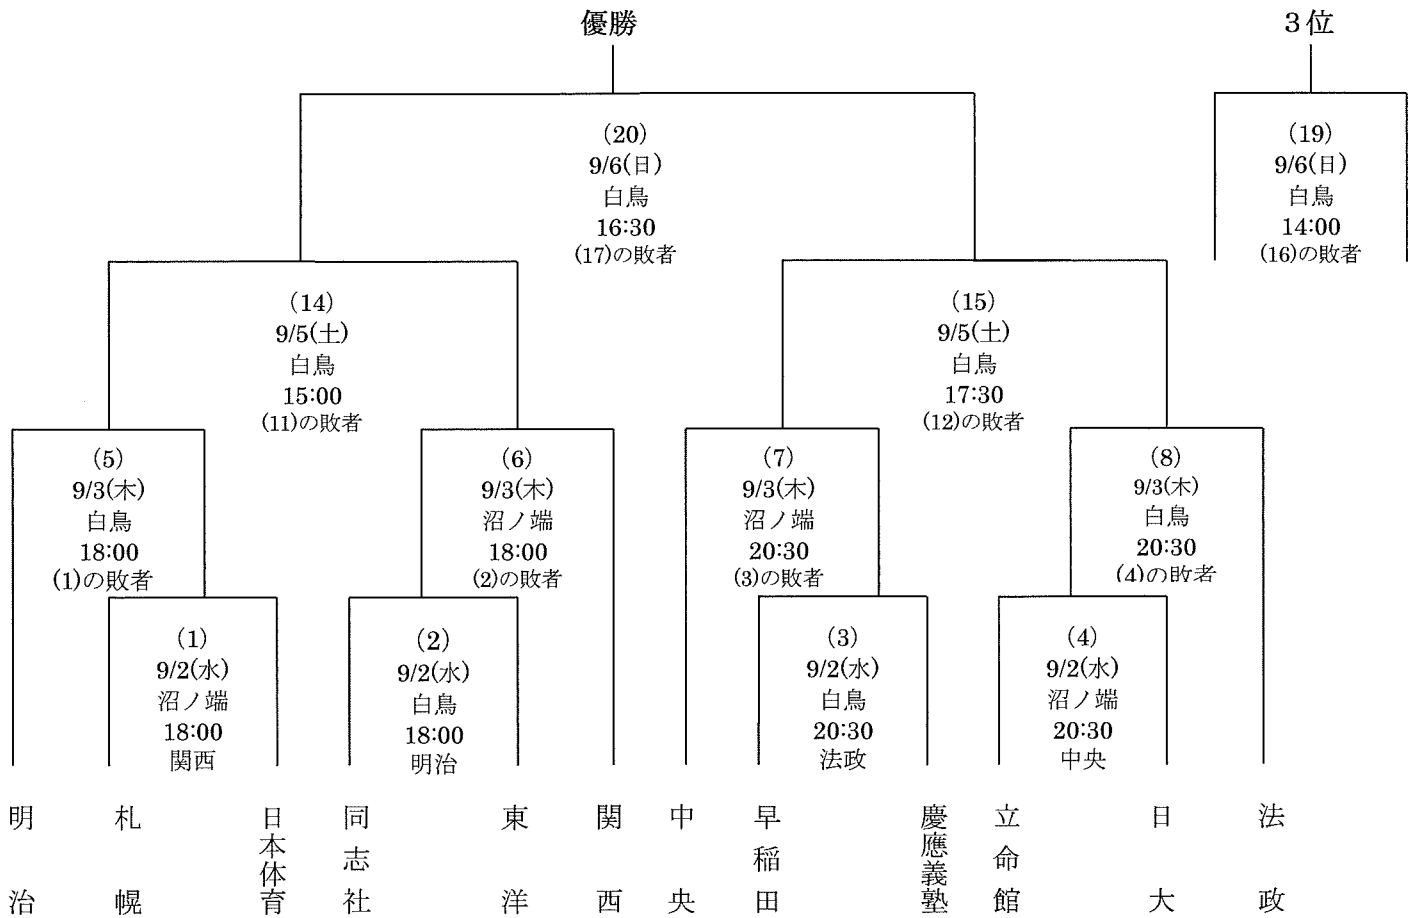 優勝
3位
(20)
9/6(日)
白鳥
16:30
(17)の敗者
(19)
9/6(日)
白鳥
14:00
(16)の敗者
(14)
9/5(土)
白鳥
15:00
(11)の敗者
(15)
9/5(土)
白鳥
17:30
(12)の敗者
(5)
9/3(木)
白鳥
18:00
(1)の敗者
(6)
9/3(木)
沼ノ端
18:00
(2)の敗者
(7)
9/3(木)
沼ノ端
20:30
(3)の敗者
(8)
9/3(木)
白鳥
20:30
(4)の敗者
(1)
9/2(水)
沼ノ端
18:00
関西
(2)
9/2(水)
白鳥
18:00
明治
(3)
9/2(水)
白鳥
20:30
法政
(4)
9/2(水)
沼ノ端
20:30
中央
明治
札幌
日本体育
同志社
東洋
関西
中央
早稲田
慶應義塾
立命館
日大
法政